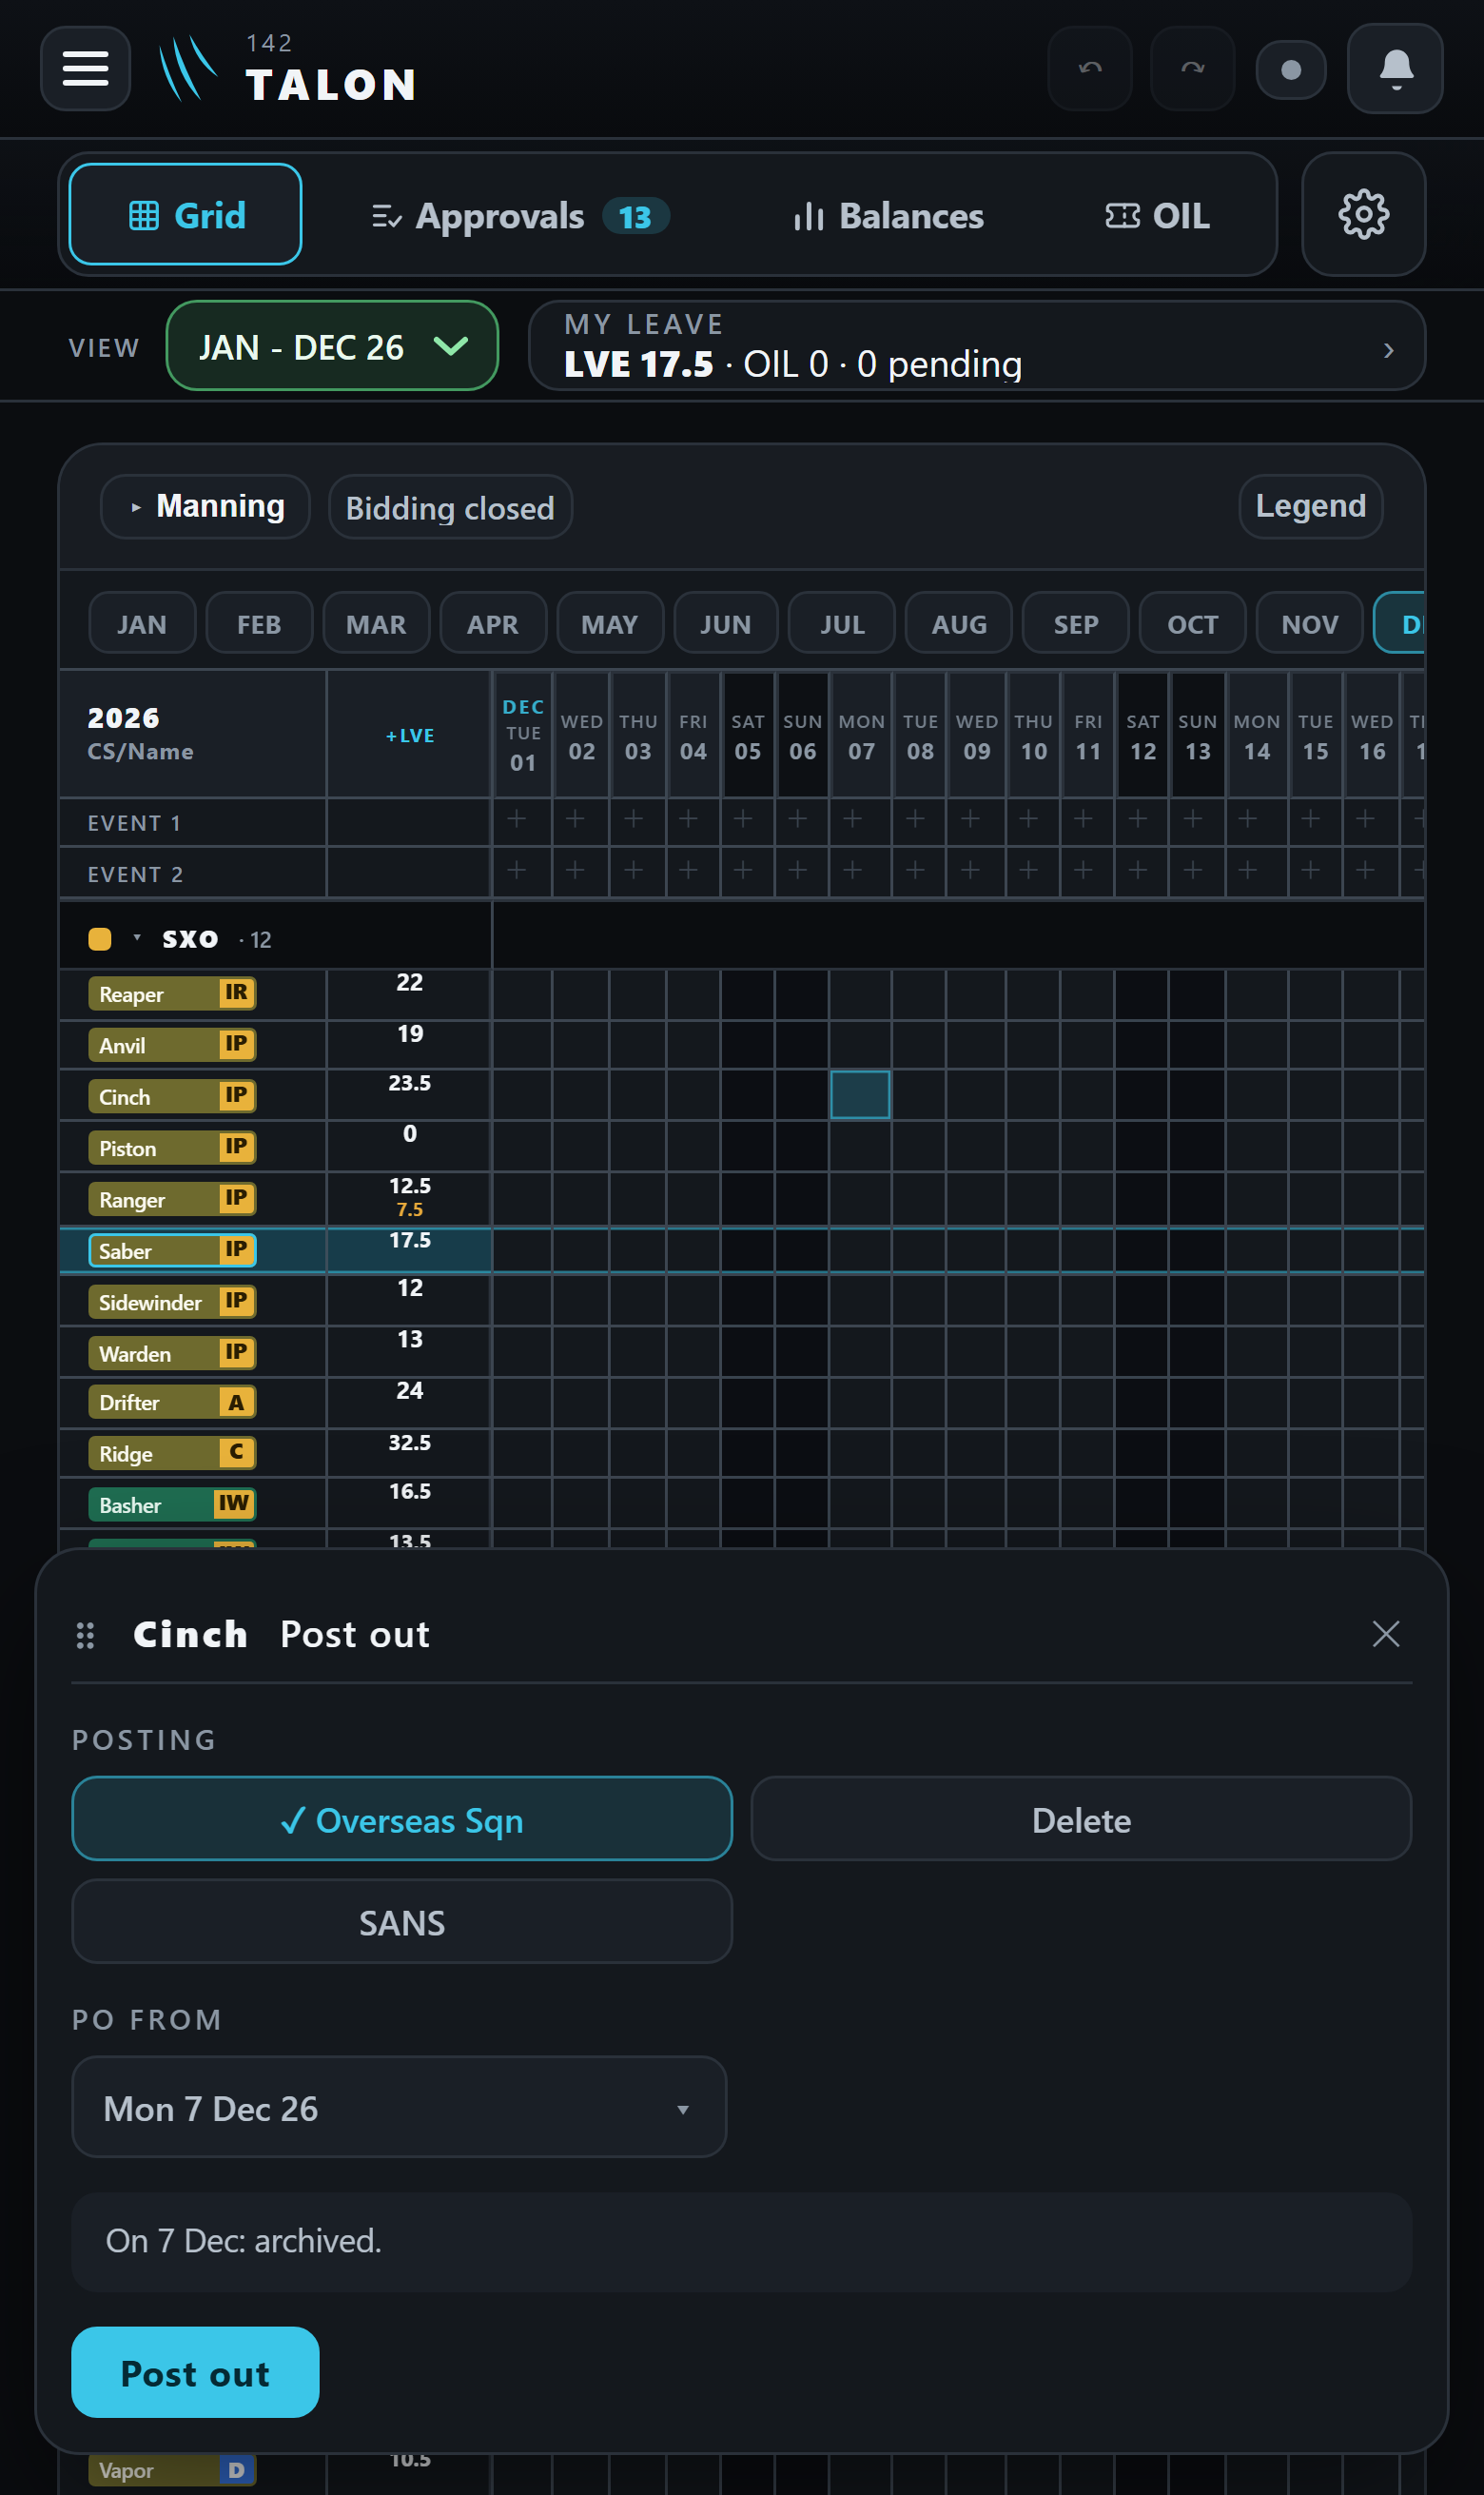 142
TALON
Grid
Approvals 13
Balances
OIL
VIEW
JAN - DEC 26
MY LEAVE
LVE 17.5 · OIL 0 · 0 pending
Manning
Bidding closed
Legend
JAN FEB MAR APR MAY JUN JUL AUG SEP OCT NOV
2026
CS/Name
+LVE
DEC
TUE WED THU FRI SAT SUN MON TUE WED THU FRI SAT SUN MON TUE WED
01 02 03 04 05 06 07 08 09 10 11 12 13 14 15 16
EVENT 1
EVENT 2
SXO · 12
Reaper IR 22
Anvil IP 19
Cinch IP 23.5
Piston IP 0
Ranger IP 12.5
7.5
Saber IP 17.5
Sidewinder IP 12
Warden IP 13
Drifter A 24
Ridge C 32.5
Basher IW 16.5
13.5
Cinch Post out
POSTING
✓ Overseas Sqn
Delete
SANS
PO FROM
Mon 7 Dec 26
On 7 Dec: archived.
Post out
Vapor D 10.5